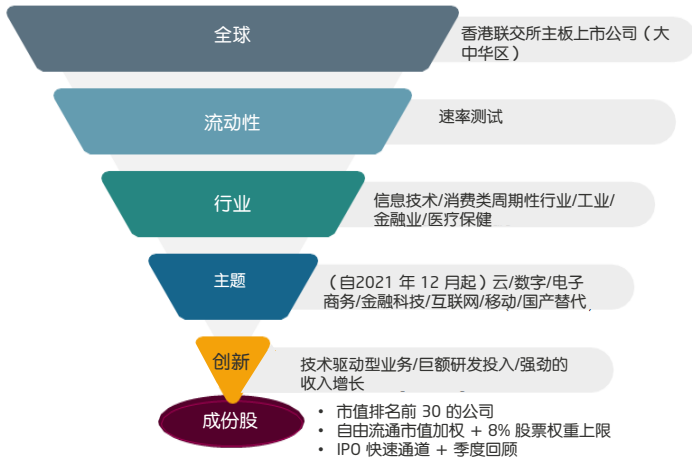 全球
香港联交所主板上市公司（大
中华区）
流动性
速率测试
行业
信息技术/消费类周期性行业/工业/
金融业/医疗保健
主题
（自2021 年 12 月起）云/数字/电子
商务/金融科技/互联网/移动/国产替代
创新
技术驱动型业务/巨额研发投入/强劲的
收入增长
成份股
• 市值排名前 30 的公司
• 自由流通市值加权 + 8% 股票权重上限
• IPO 快速通道 + 季度回顾